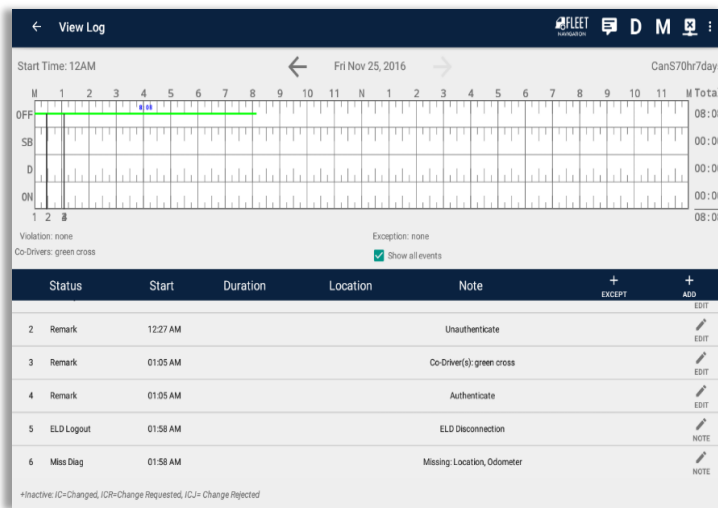 ← View Log FLEET NAVIGATION D M
Start Time: 12AM ← Fri Nov 25, 2016 → CanS70hr7day
M 1 2 3 4 5 6 7 8 9 10 11 N 1 2 3 4 5 6 7 8 9 10 11 M Tota
OFF 8:08 08:08
SB 00:0
D 00:0
ON 00:0
1 2 08:08
Violation: none Exception: none
Co-Drivers: green cross Show all events
Status Start Duration Location Note + EXCEPT + ADD
EDIT
2 Remark 12:27 AM Unauthenticate EDIT
3 Remark 01:05 AM Co-Driver(s): green cross EDIT
4 Remark 01:05 AM Authenticate EDIT
5 ELD Logout 01:58 AM ELD Disconnection NOTE
6 Miss Diag 01:58 AM Missing: Location, Odometer NOTE
+Inactive: IC=Changed, ICR=Change Requested, ICJ= Change Rejected